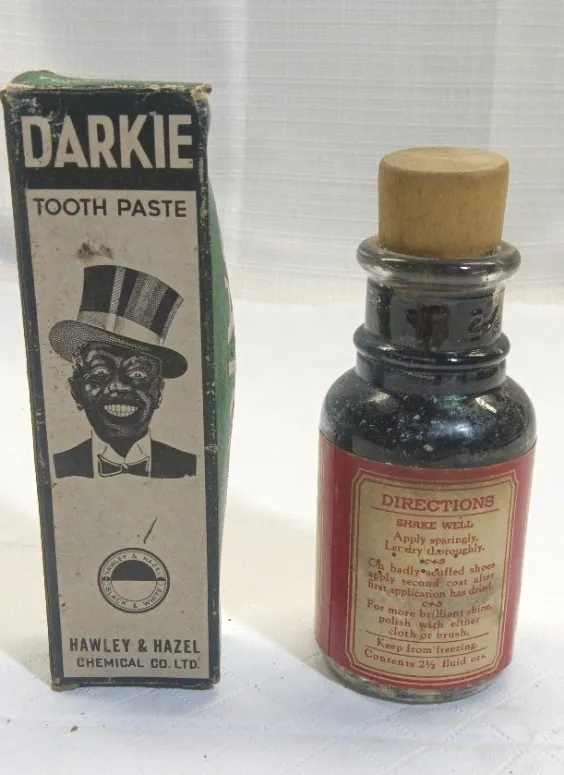 DARKIE
TOOTH PASTE
HAWLEY & HAZEL
BLACK & WHITE
HAWLEY & HAZEL
CHEMICAL CO. LTD.
DIRECTIONS
SHAKE WELL
Apply sparingly.
Let dry thoroughly.
On badly scuffed shoes
apply second coat after
first application has dried.
For more brilliant shine,
polish with either
cloth or brush.
Keep from freezing.
Contents 2½ fluid ozs.